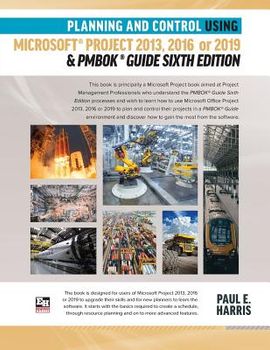 PLANNING AND CONTROL USING
MICROSOFT® PROJECT 2013, 2016 or 2019
& PMBOK® GUIDE SIXTH EDITION
This book is principally a Microsoft Project book aimed at Project
Management Professionals who understand the PMBOK® Guide Sixth
Edition processes and wish to learn how to use Microsoft Office Project
2013, 2016 or 2019 to plan and control their projects in a PMBOK® Guide
environment and discover how to gain the most from the software.
This book is designed for users of Microsoft Project 2013, 2016
or 2019 to upgrade their skills and for new planners to learn the
software. It starts with the basics required to create a schedule,
through resource planning and on to more advanced features.
EH
PAUL E.
HARRIS